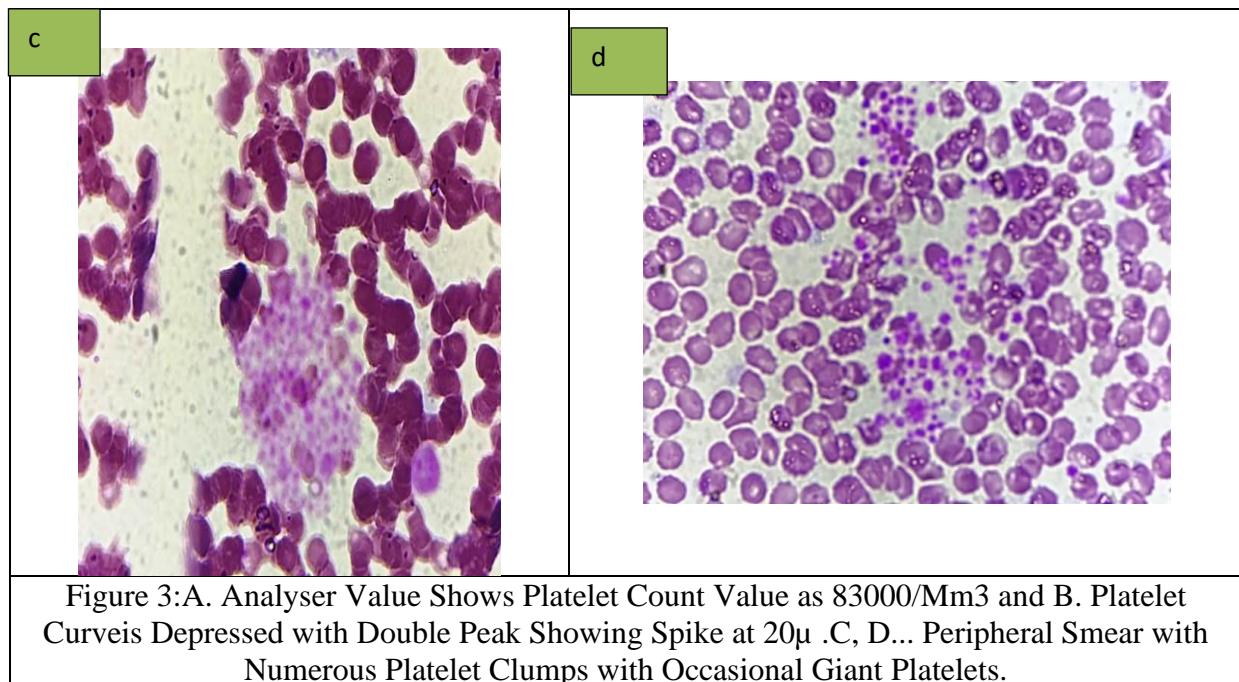 c
d
Figure 3:A. Analyser Value Shows Platelet Count Value as 83000/Mm3 and B. Platelet
Curveis Depressed with Double Peak Showing Spike at 20µ .C, D... Peripheral Smear with
Numerous Platelet Clumps with Occasional Giant Platelets.